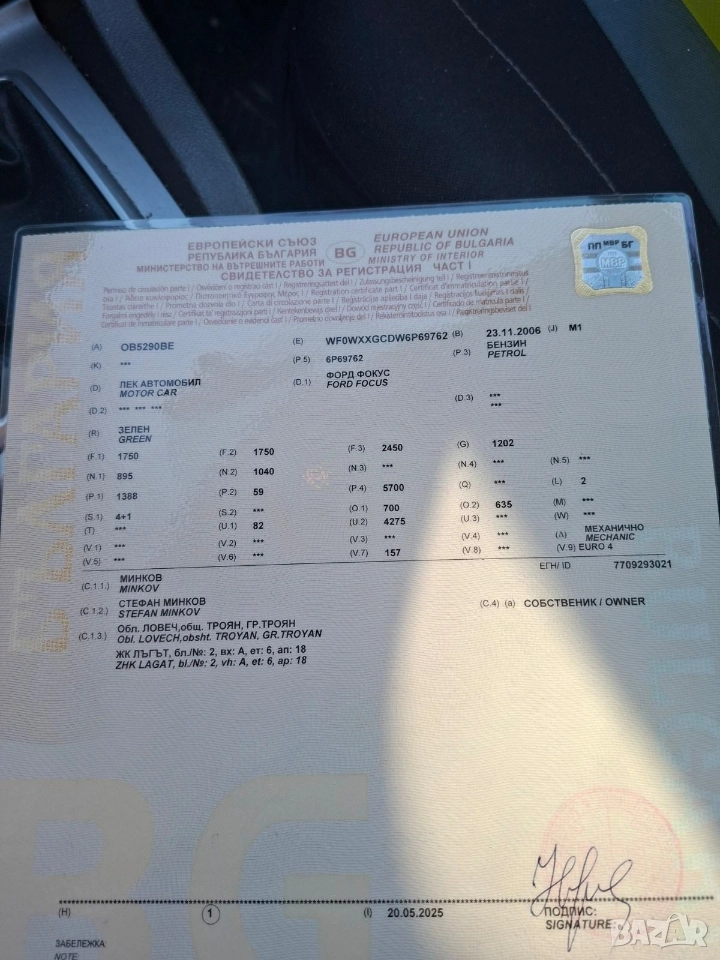 ЕВРОПЕЙСКИ СЪЮЗ EUROPEAN UNION
РЕПУБЛИКА БЪЛГАРИЯ BG REPUBLIC OF BULGARIA
МИНИСТЕРСТВО НА ВЪТРЕШНИТЕ РАБОТИ MINISTRY OF INTERIOR
СВИДЕТЕЛСТВО ЗА РЕГИСТРАЦИЯ ЧАСТ I
ПП МВР БГ
МВР
(A) OB5290BE (E) WF0WXXGCDW6P69762 (B) 23.11.2006 (J) M1
(K) *** (P.5) 6P69762 (P.3) БЕНЗИН
PETROL
(D) ЛЕК АВТОМОБИЛ (D.1) ФОРД ФОКУС
MOTOR CAR FORD FOCUS
(D.2) *** *** *** (D.3) ***
***
(R) ЗЕЛЕН
GREEN
(F.1) 1750 (F.2) 1750 (F.3) 2450 (G) 1202
(N.1) 895 (N.2) 1040 (N.3) *** (N.4) *** (N.5) ***
(P.1) 1388 (P.2) 59 (P.4) 5700 (Q) *** (L) 2
(S.1) 4+1 (S.2) *** (O.1) 700 (O.2) 635 (M) ***
(T) *** (U.1) 82 (U.2) 4275 (U.3) *** (W) ***
(V.1) *** (V.2) *** (V.3) *** (V.4) *** (Δ) МЕХАНИЧНО
MECHANIC
(V.5) *** (V.6) *** (V.7) 157 (V.8) *** (V.9) EURO 4
ЕГН/ ID 7709293021
(C.1.1.) МИНКОВ
MINKOV
(C.1.2.) СТЕФАН МИНКОВ (C.4) (a) СОБСТВЕНИК / OWNER
STEFAN MINKOV
(C.1.3.) Обл. ЛОВЕЧ,общ. ТРОЯН, ГР.ТРОЯН
Obl. LOVECH,obsht. TROYAN, GR.TROYAN
ЖК ЛЪГЪТ, бл./№: 2, вх: А, ет: 6, ап: 18
ZHK LAGAT, bl./№: 2, vh: A, et: 6, ap: 18
(H) 1 (I) 20.05.2025 ПОДПИС:
SIGNATURE:
ЗАБЕЛЕЖКА:
NOTE:
BG
BAZAR